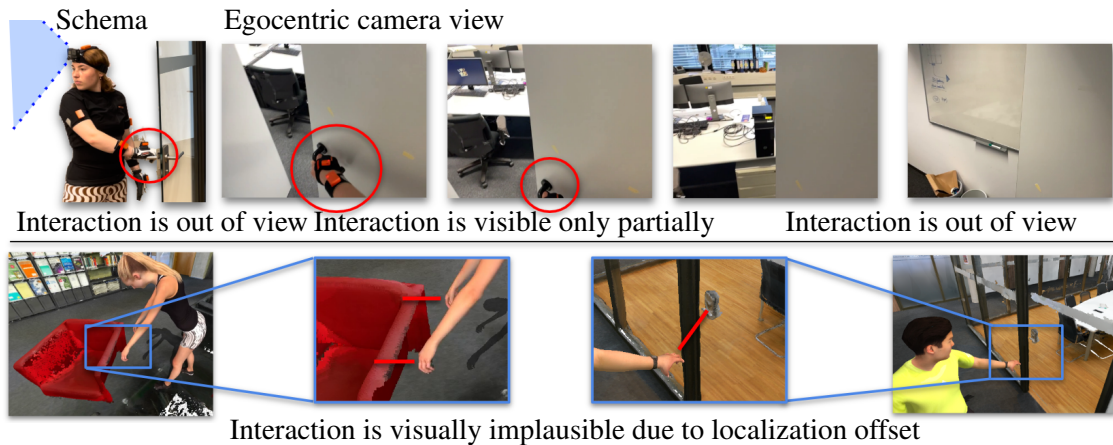 Schema
Egocentric camera view
Interaction is out of view
Interaction is visible only partially
Interaction is out of view
Interaction is visually implausible due to localization offset